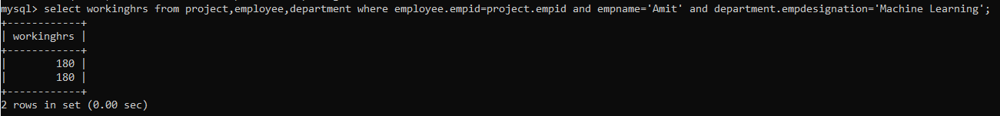 mysql> select workinghrs from project,employee,department where employee.empid=project.empid and empname='Amit' and department.empdesignation='Machine Learning';
+------------+
| workinghrs |
+------------+
|        180 |
|        180 |
+------------+
2 rows in set (0.00 sec)